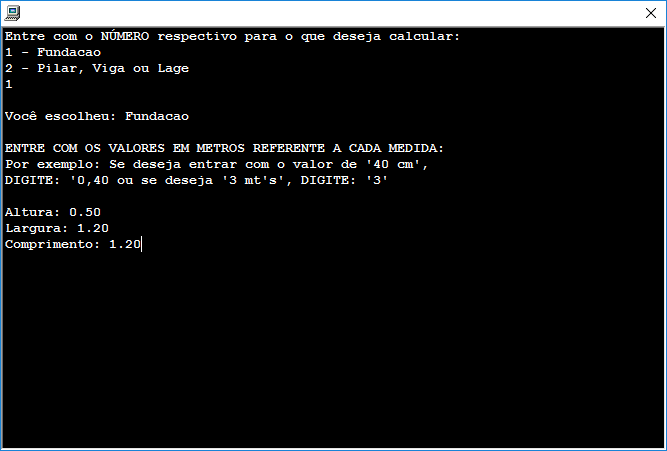 Entre com o NÚMERO respectivo para o que deseja calcular:
1 - Fundacao
2 - Pilar, Viga ou Lage
1
Você escolheu: Fundacao
ENTRE COM OS VALORES EM METROS REFERENTE A CADA MEDIDA:
Por exemplo: Se deseja entrar com o valor de '40 cm',
DIGITE: '0,40 ou se deseja '3 mt's', DIGITE: '3'
Altura: 0.50
Largura: 1.20
Comprimento: 1.20